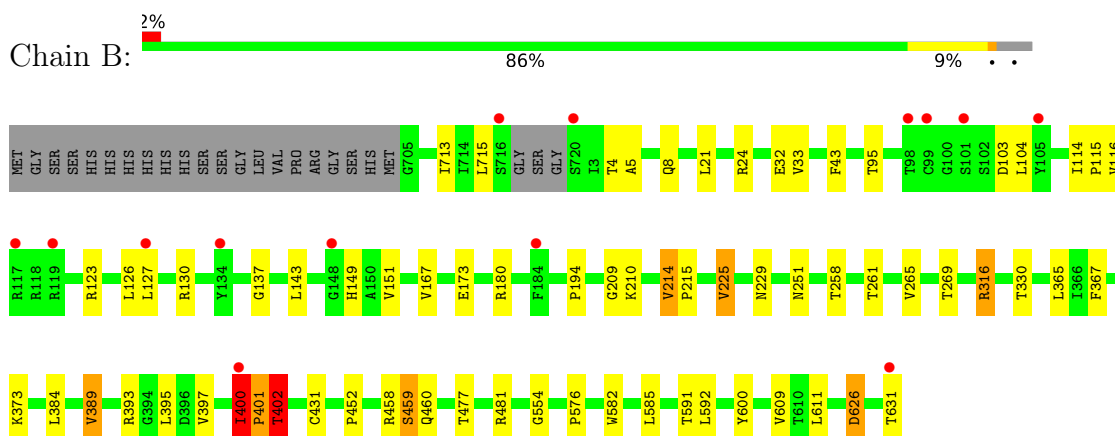 2%
Chain B:
86% 9% • •
MET GLY SER SER HIS HIS HIS HIS HIS HIS SER SER GLY LEU VAL PRO ARG GLY SER HIS MET G705 I713 I714 L715 S716 GLY SER GLY S720 I3 T4 A5 Q8 L21 R24 E32 V33 F43 T95 T98 C99 G100 S101 S102 D103 L104 Y105 I114 P115 V116
R117 R118 R119 R123 L126 L127 R130 Y134 G137 L143 G148 H149 A150 V151 V167 E173 R180 F184 P194 G209 K210 V214 P215 V225 N229 N251 T258 T261 V265 T269 R316 T330 L365 I366 F367
K373 L384 V389 R393 G394 L395 D396 V397 I400 P401 T402 C431 P452 R458 S459 Q460 T477 R481 G554 P576 W582 L585 T591 L592 Y600 V609 T610 L611 D626 T631